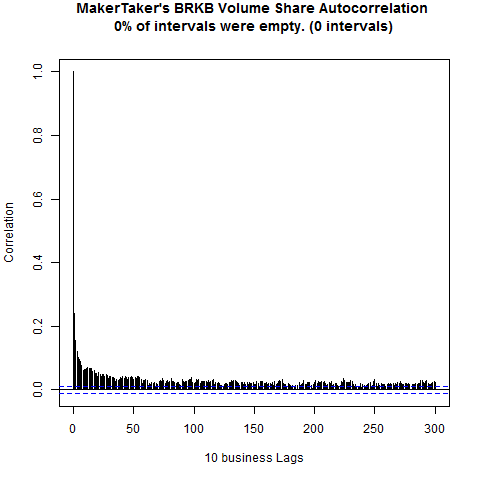 MakerTaker's BRKB Volume Share Autocorrelation
0% of intervals were empty. (0 intervals)
Correlation
1.0
0.8
0.6
0.4
0.2
0.0
0 50 100 150 200 250 300
10 business Lags